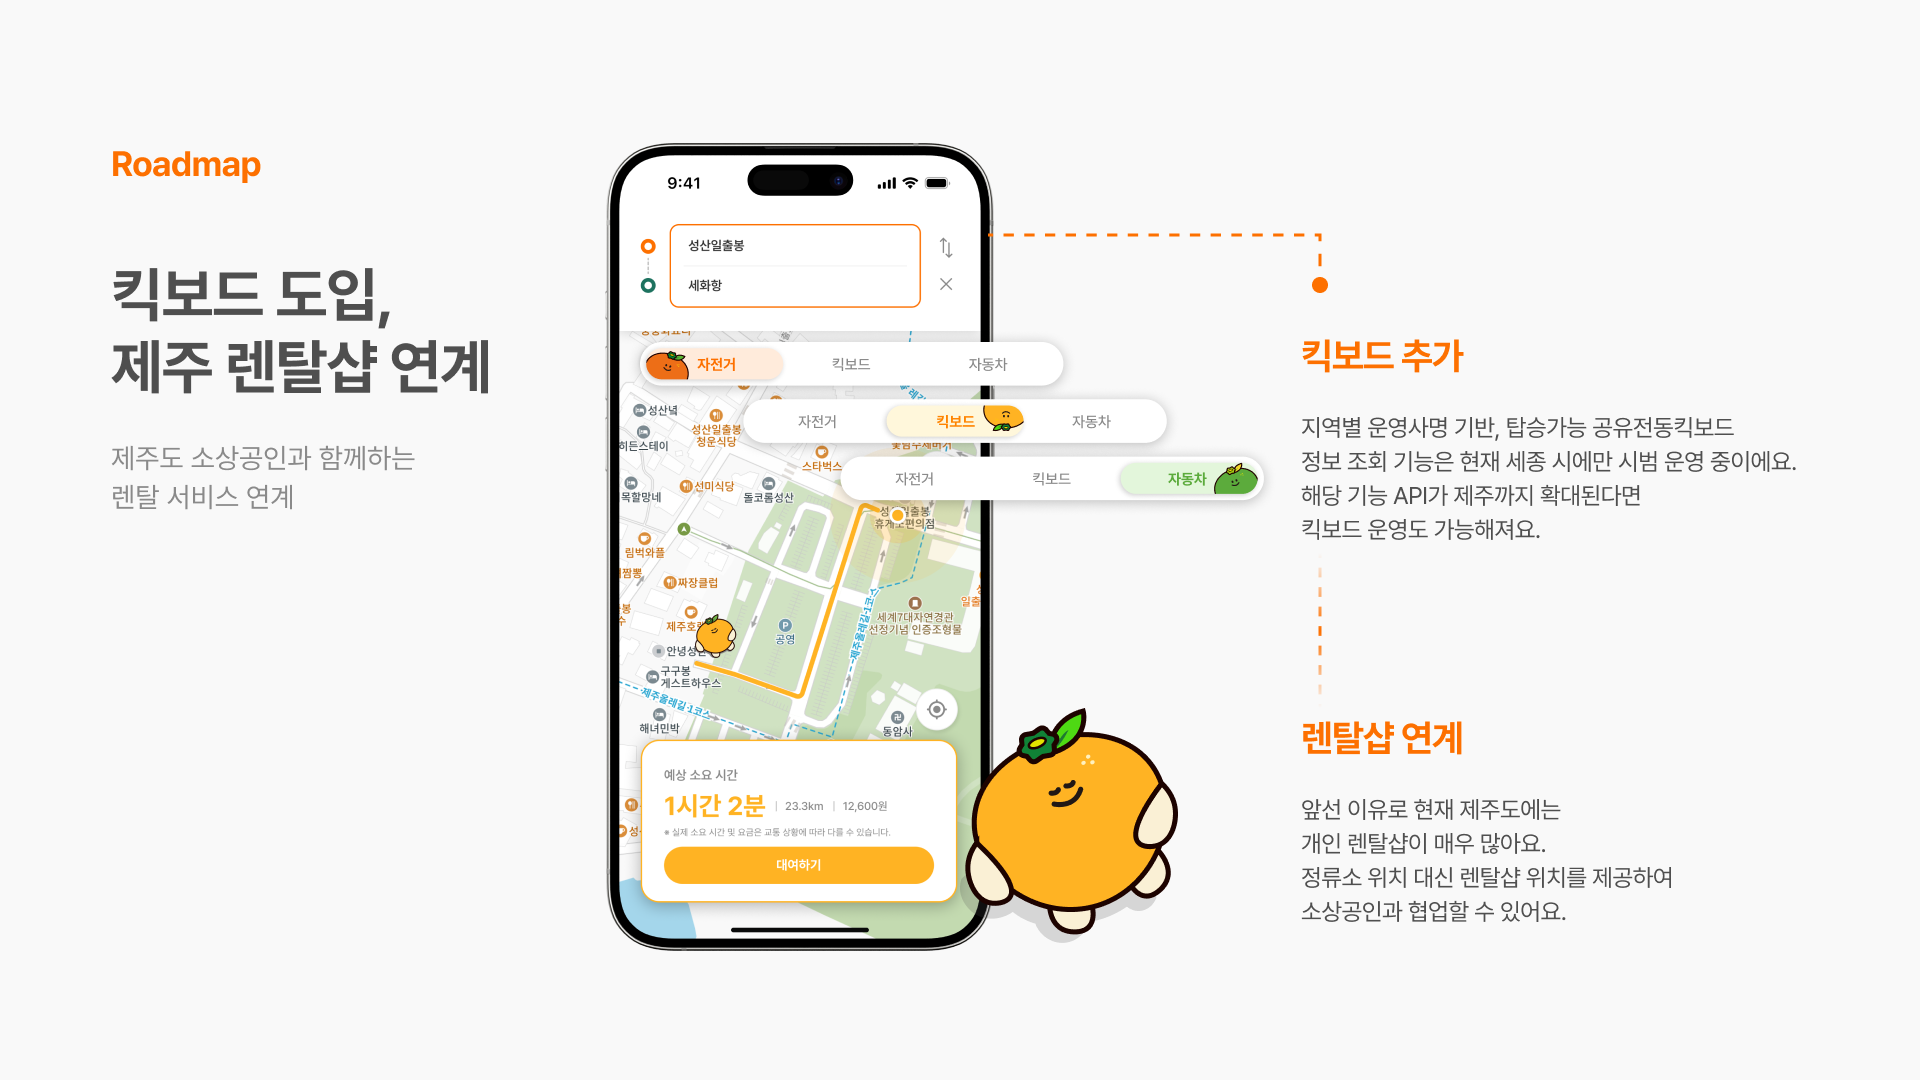 Roadmap
킥보드 도입,
제주 렌탈샵 연계
제주도 소상공인과 함께하는
렌탈 서비스 연계
9:41
성산일출봉
세화항
자전거 킥보드 자동차
자전거 킥보드 자동차
자전거 킥보드 자동차
성산녘
히든스테이
성산일출봉
청운식당
스타벅스
목할망네
선미식당
돌코롬성산
휴게소편의점
림벅와플
짜장클럽
공영
세계7대자연경관
선정기념 인증조형물
제주올레길 1코스
구구봉
게스트하우스
제주올레길 1코스
해녀민박
동암사
예상 소요 시간
1시간 2분 | 23.3km | 12,600원
※ 실제 소요 시간 및 요금은 교통 상황에 따라 다를 수 있습니다.
대여하기
킥보드 추가
지역별 운영사명 기반, 탑승가능 공유전동킥보드
정보 조회 기능은 현재 세종 시에만 시범 운영 중이에요.
해당 기능 API가 제주까지 확대된다면
킥보드 운영도 가능해져요.
렌탈샵 연계
앞선 이유로 현재 제주도에는
개인 렌탈샵이 매우 많아요.
정류소 위치 대신 렌탈샵 위치를 제공하여
소상공인과 협업할 수 있어요.